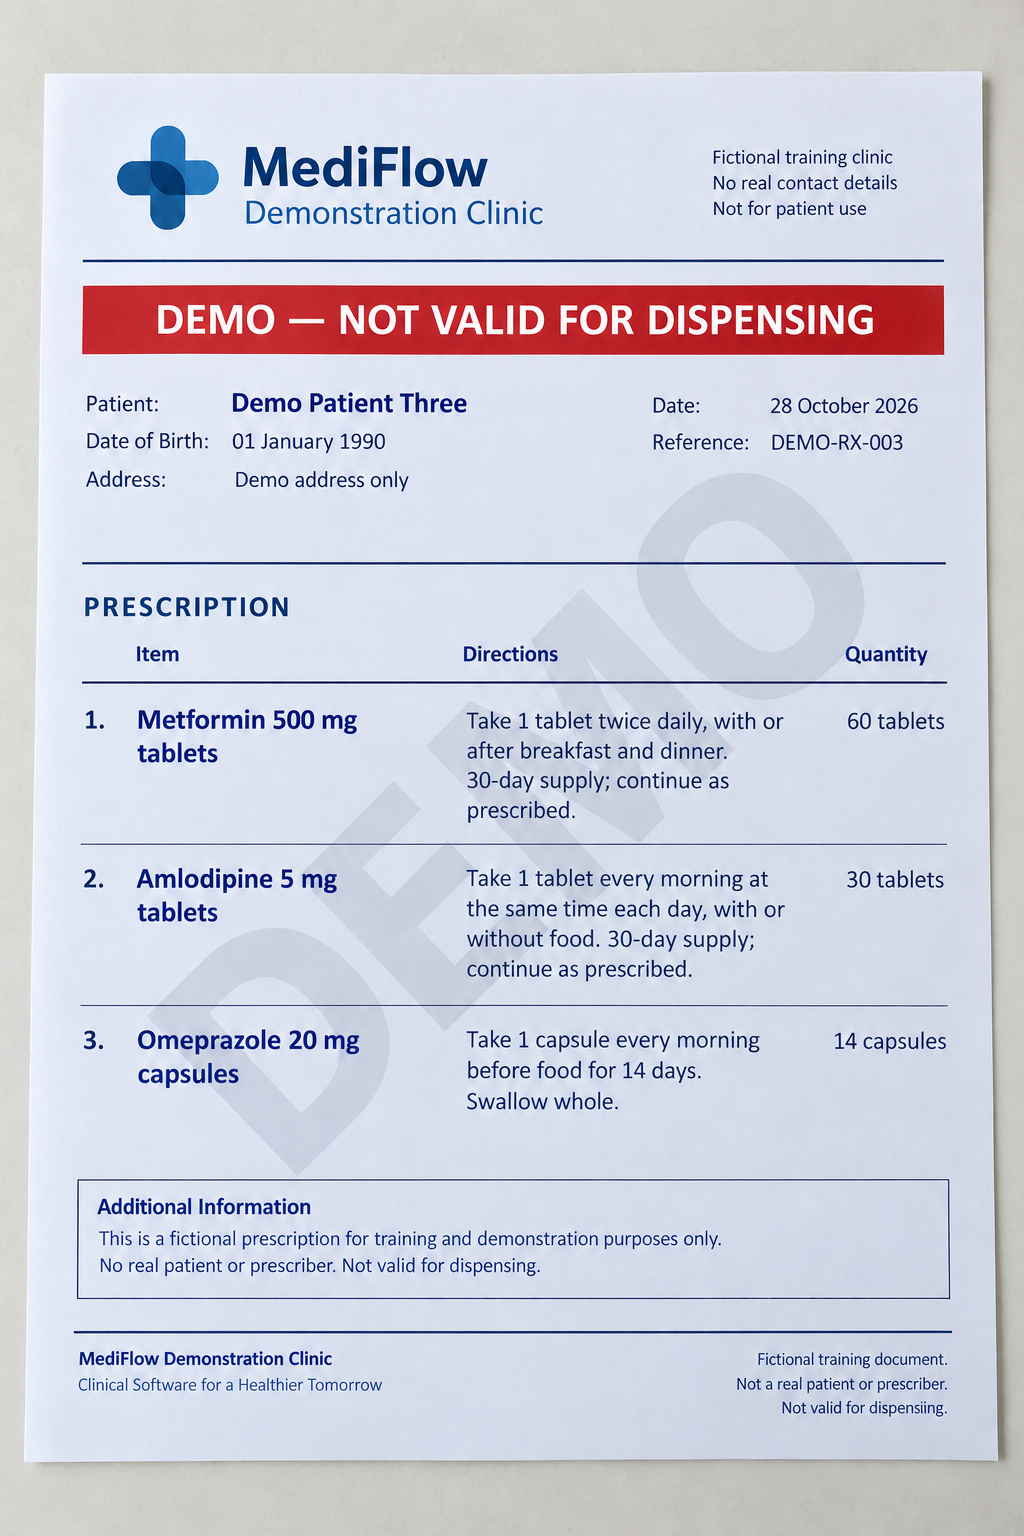 MediFlow
Demonstration Clinic
Fictional training clinic
No real contact details
Not for patient use
DEMO — NOT VALID FOR DISPENSING
Patient: Demo Patient Three
Date of Birth: 01 January 1990
Address: Demo address only
Date: 28 October 2026
Reference: DEMO-RX-003
PRESCRIPTION
Item Directions Quantity
1. Metformin 500 mg
tablets
Take 1 tablet twice daily, with or
after breakfast and dinner.
30-day supply; continue as
prescribed.
60 tablets
2. Amlodipine 5 mg
tablets
Take 1 tablet every morning at
the same time each day, with or
without food. 30-day supply;
continue as prescribed.
30 tablets
3. Omeprazole 20 mg
capsules
Take 1 capsule every morning
before food for 14 days.
Swallow whole.
14 capsules
DEMO
Additional Information
This is a fictional prescription for training and demonstration purposes only.
No real patient or prescriber. Not valid for dispensing.
MediFlow Demonstration Clinic
Clinical Software for a Healthier Tomorrow
Fictional training document.
Not a real patient or prescriber.
Not valid for dispensiing.